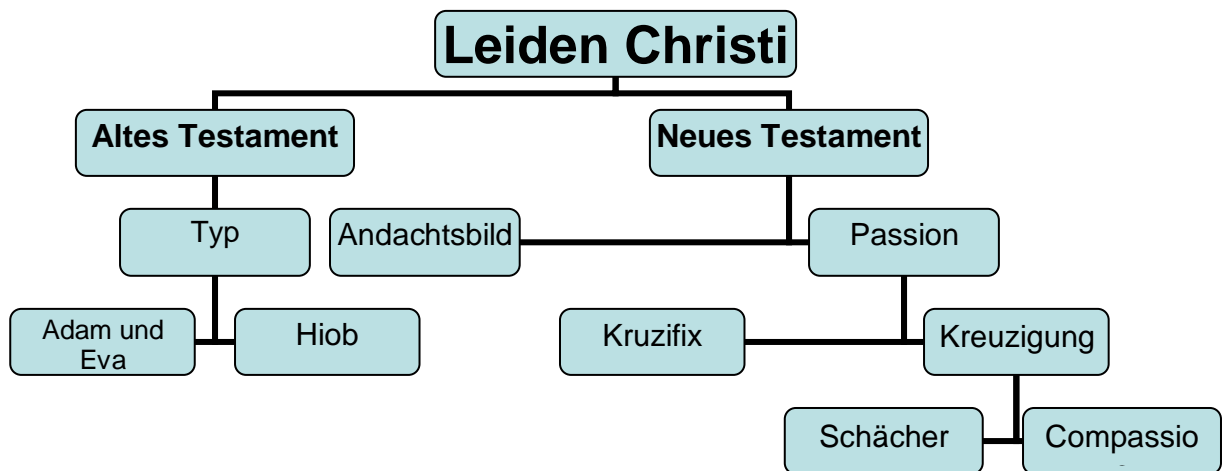 Leiden Christi
Altes Testament
Neues Testament
Typ
Andachtsbild
Passion
Adam und
Eva
Hiob
Kruzifix
Kreuzigung
Schächer
Compassio